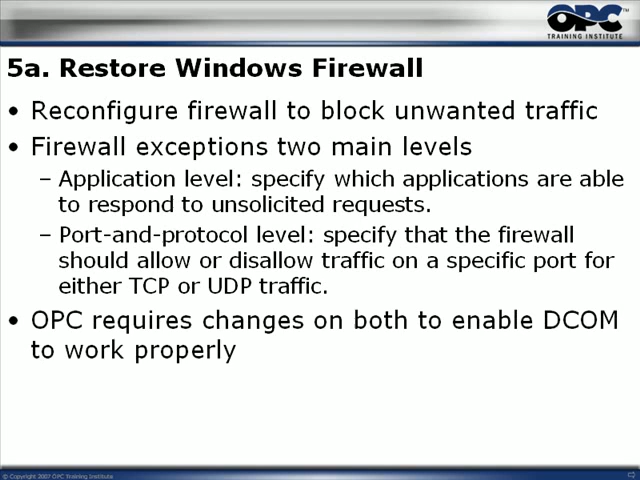 OPC
TRAINING INSTITUTE
5a. Restore Windows Firewall
• Reconfigure firewall to block unwanted traffic
• Firewall exceptions two main levels
– Application level: specify which applications are able
to respond to unsolicited requests.
– Port-and-protocol level: specify that the firewall
should allow or disallow traffic on a specific port for
either TCP or UDP traffic.
• OPC requires changes on both to enable DCOM
to work properly
© Copyright 2007 OPC Training Institute